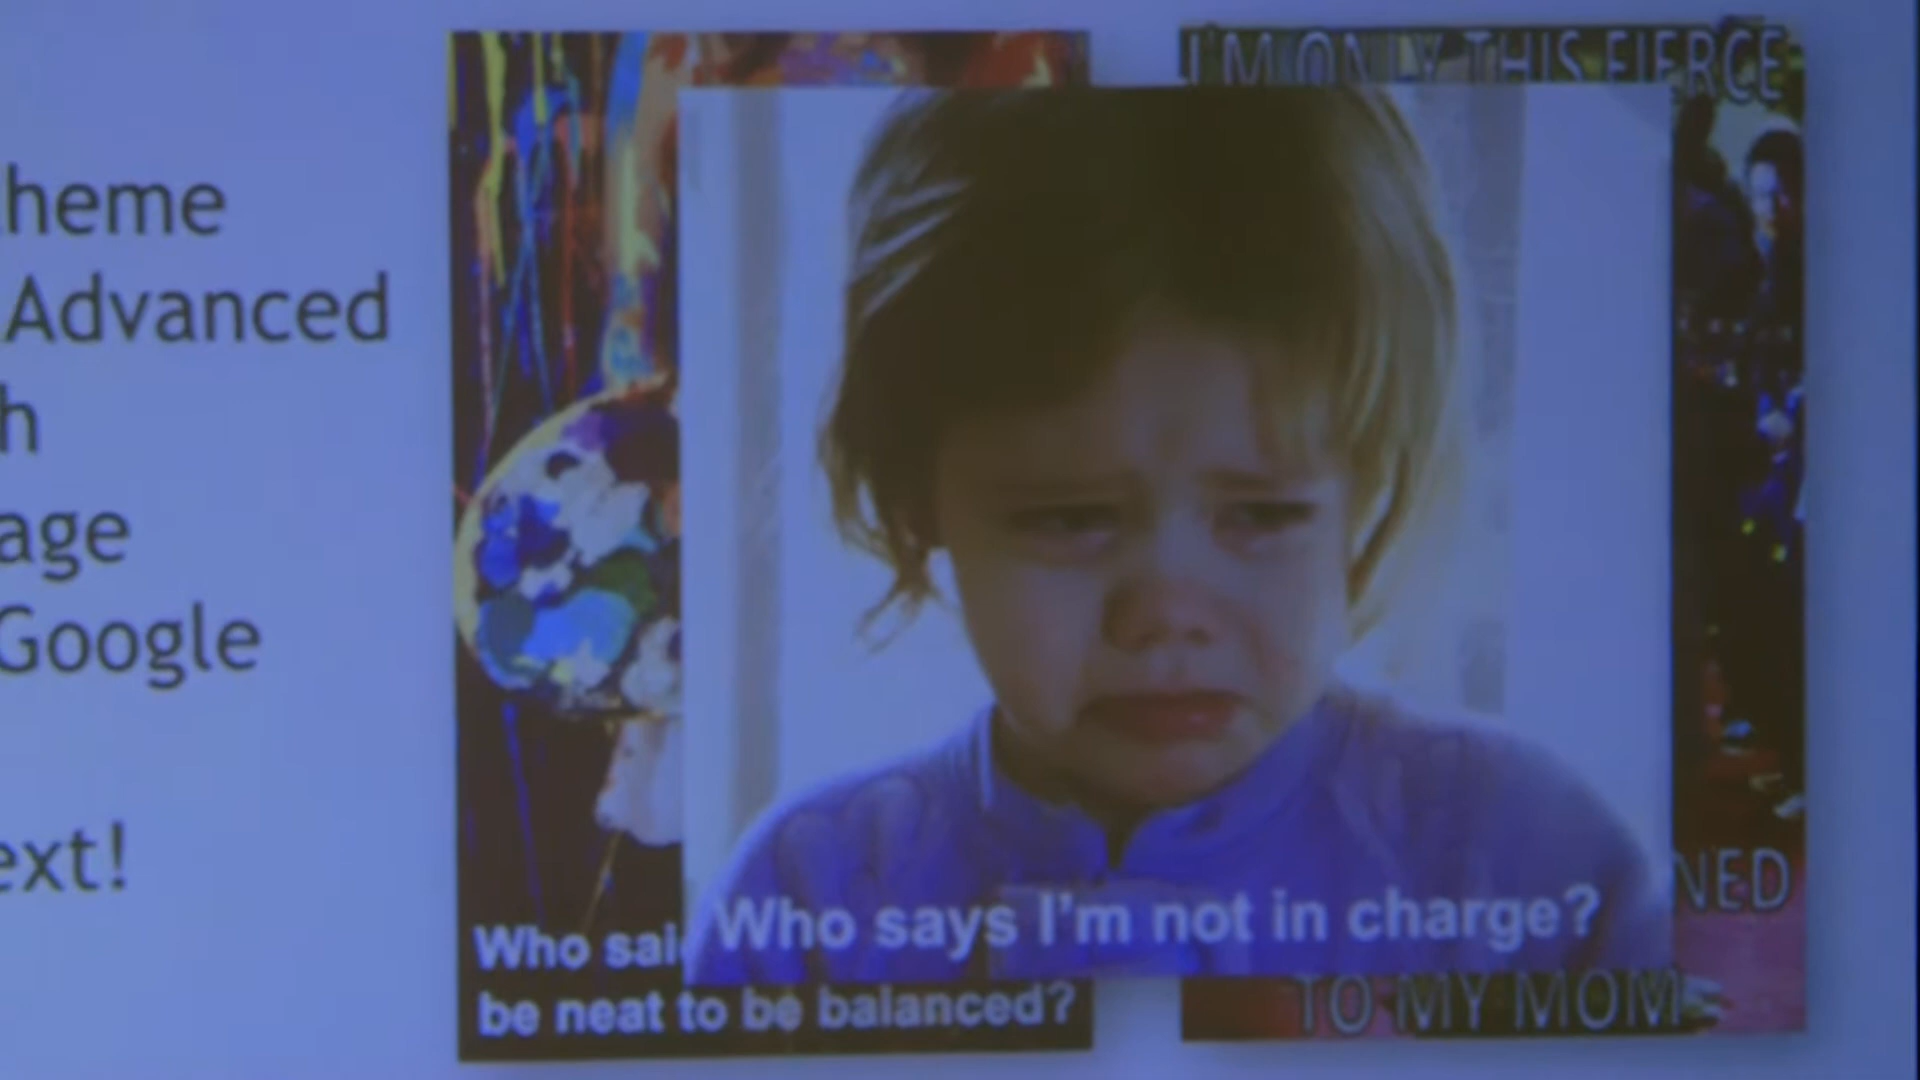 heme
Advanced
h
age
Google
ext!
I'M ONLY THIS FIERCE
Who says I'm not in charge?
NED
TO MY MOM
Who sai
be neat to be balanced?